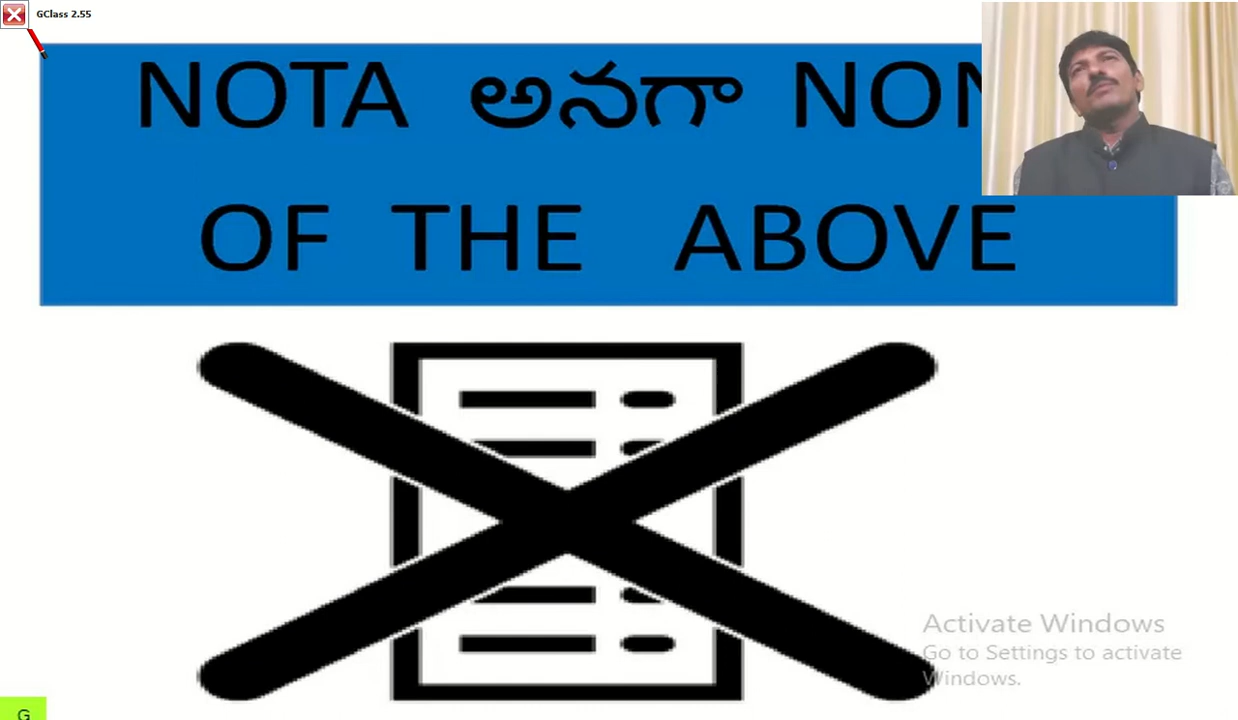 GClass 2.55
NOTA అనగా NON
OF THE ABOVE
Activate Windows
Go to Settings to activate
Windows.
G